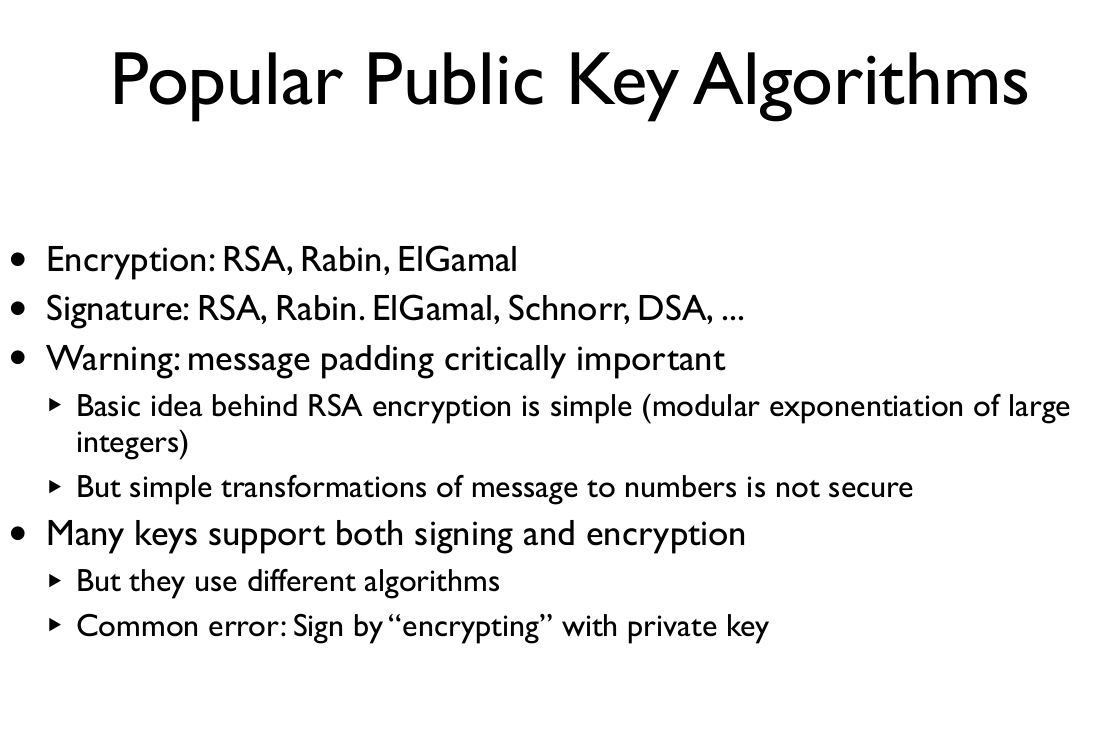 Popular Public Key Algorithms
• Encryption: RSA, Rabin, ElGamal
• Signature: RSA, Rabin. ElGamal, Schnorr, DSA, ...
• Warning: message padding critically important
‣ Basic idea behind RSA encryption is simple (modular exponentiation of large
integers)
‣ But simple transformations of message to numbers is not secure
• Many keys support both signing and encryption
‣ But they use different algorithms
‣ Common error: Sign by “encrypting” with private key